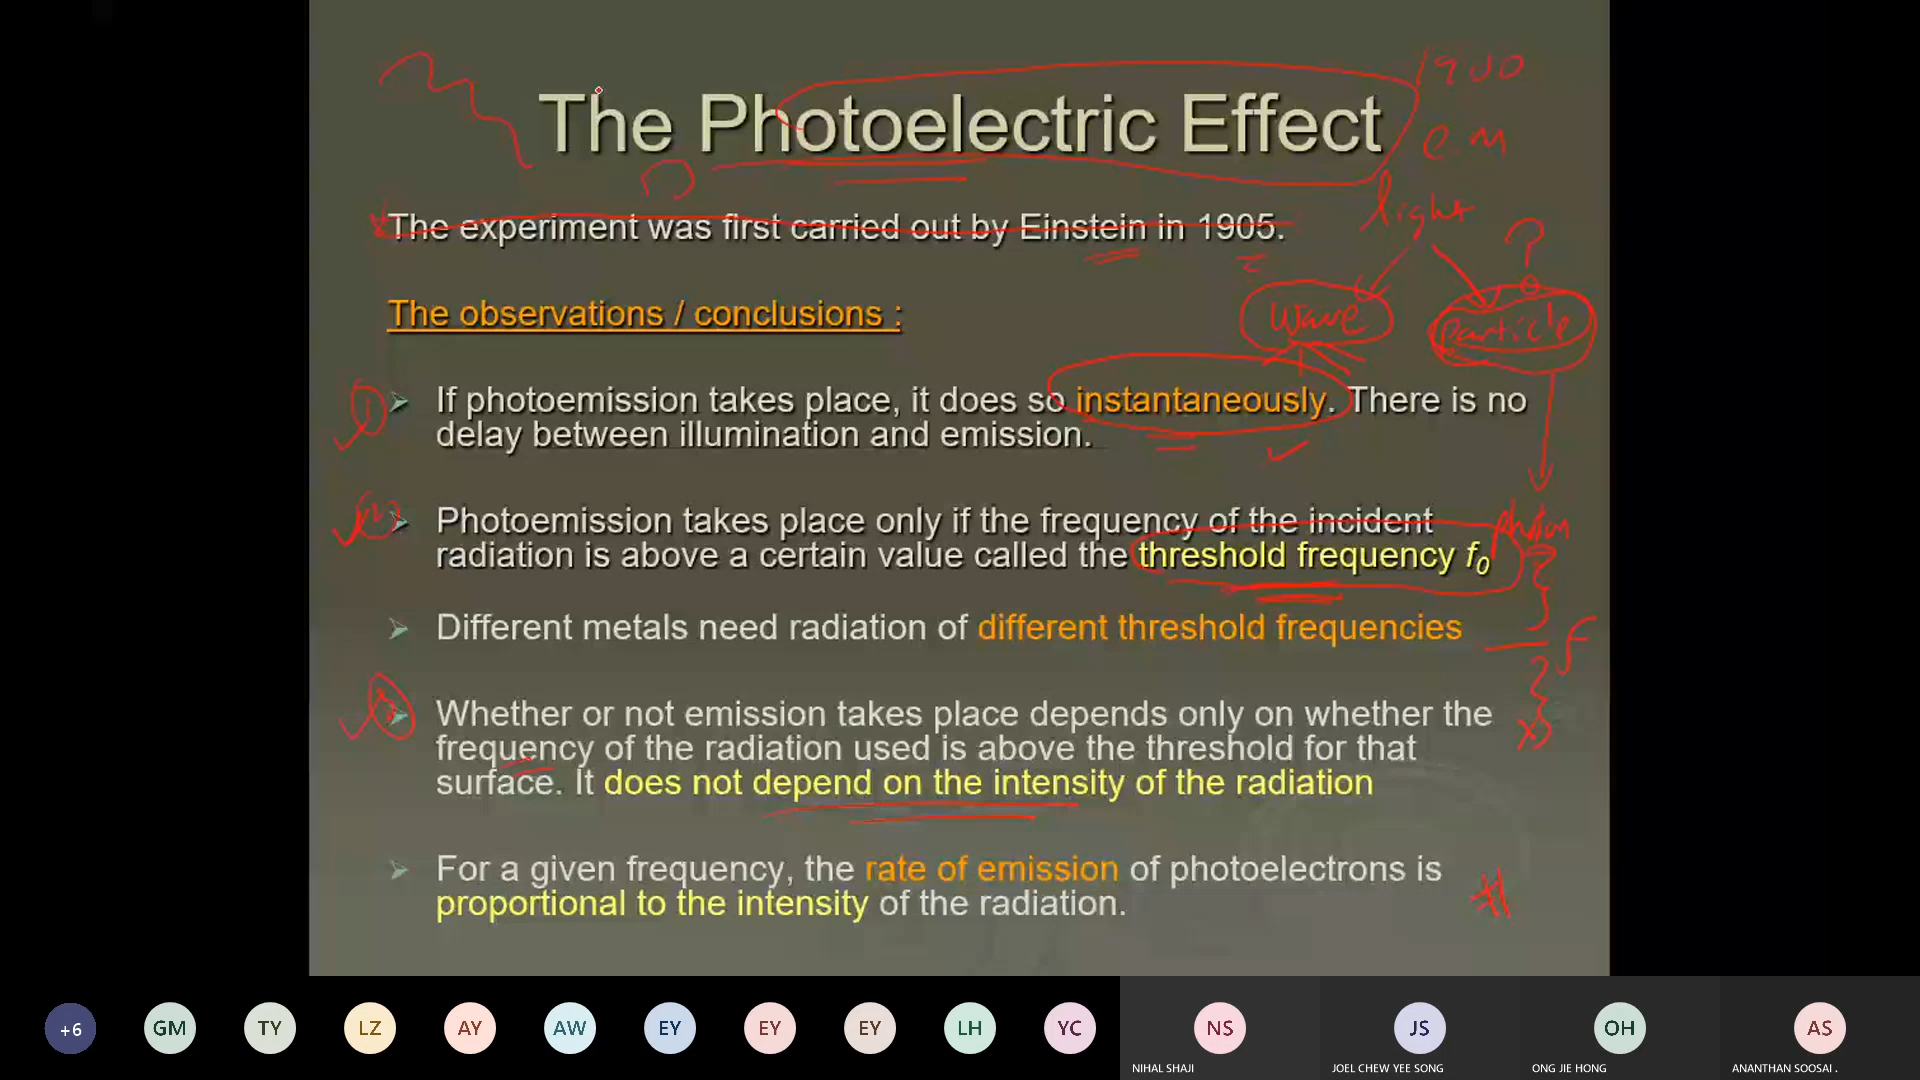 The Photoelectric Effect
1900
e m
light
The experiment was first carried out by Einstein in 1905.
?
The observations / conclusions :
wave
particle
1
If photoemission takes place, it does so instantaneously. There is no
delay between illumination and emission.
2
Photoemission takes place only if the frequency of the incident
photon
radiation is above a certain value called the threshold frequency f0
Different metals need radiation of different threshold frequencies
f
3
Whether or not emission takes place depends only on whether the
frequency of the radiation used is above the threshold for that
surface. It does not depend on the intensity of the radiation
For a given frequency, the rate of emission of photoelectrons is
proportional to the intensity of the radiation.
+6
GM
TY
LZ
AY
AW
EY
EY
EY
LH
YC
NS
JS
OH
AS
NIHAL SHAJI
JOEL CHEW YEE SONG
ONG JIE HONG
ANANTHAN SOOSAI .